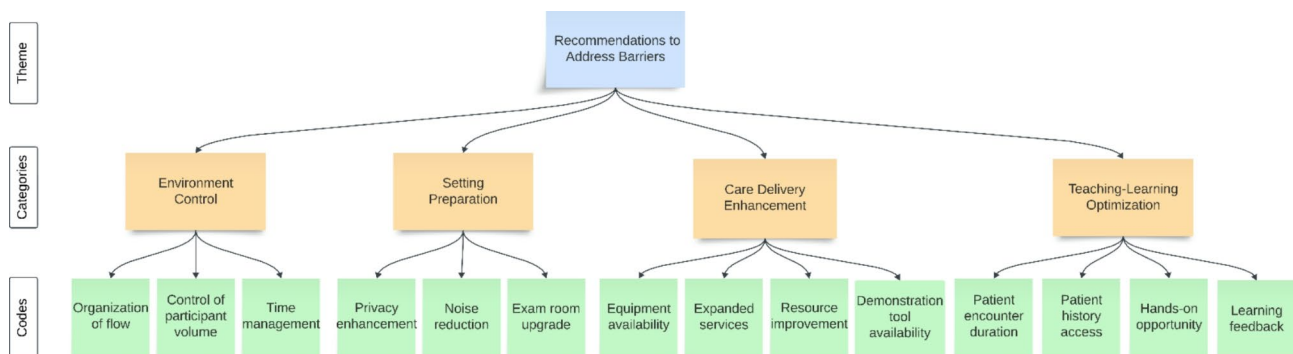 Theme
Recommendations to
Address Barriers
Categories
Environment
Control
Setting
Preparation
Care Delivery
Enhancement
Teaching-Learning
Optimization
Codes
Organization
of flow
Control of
participant
volume
Time
management
Privacy
enhancement
Noise
reduction
Exam room
upgrade
Equipment
availability
Expanded
services
Resource
improvement
Demonstration
tool
availability
Patient
encounter
duration
Patient
history
access
Hands-on
opportunity
Learning
feedback